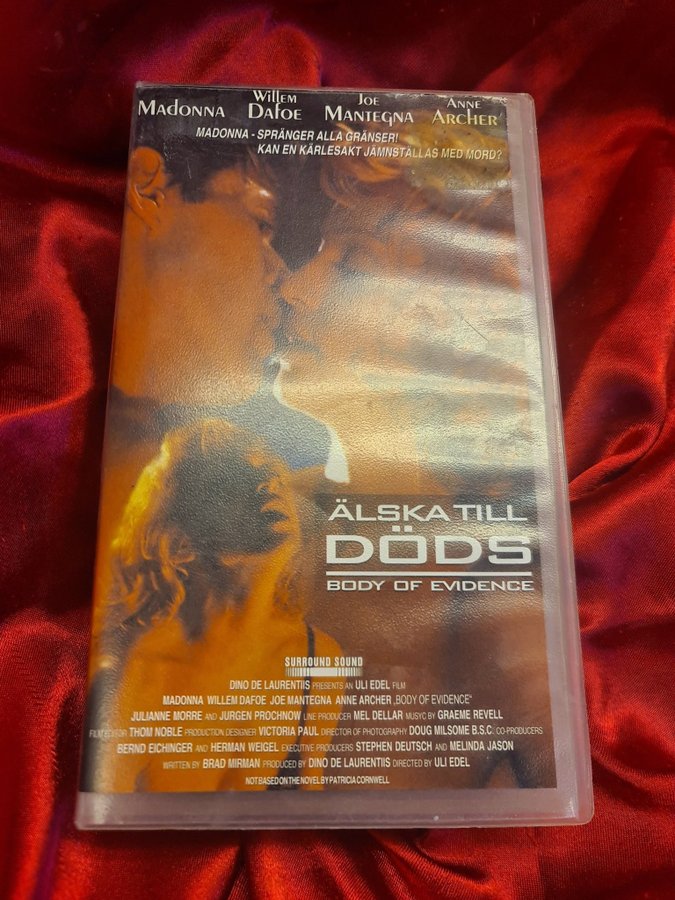 Madonna Willem Dafoe Joe Mantegna Anne Archer
MADONNA - SPRÄNGER ALLA GRÄNSER!
KAN EN KÄRLESAKT JÄMNSTÄLLAS MED MORD?
ÄLSKA TILL
DÖDS
BODY OF EVIDENCE
SURROUND SOUND
DINO DE LAURENTIIS PRESENTS AN ULI EDEL FILM
MADONNA WILLEM DAFOE JOE MANTEGNA ANNE ARCHER „BODY OF EVIDENCE“
JULIANNE MORRE AND JURGEN PROCHNOW LINE PRODUCER MEL DELLAR MUSYC BY GRAEME REVELL
FILM EDITOR THOM NOBLE PRODUCTION DESIGNER VICTORIA PAUL DIRECTOR OF PHOTOGRAPHY DOUG MILSOME B.S.C. CO-PRODUCERS
BERND EICHINGER AND HERMAN WEIGEL EXECUTIVE PRODUCERS STEPHEN DEUTSCH AND MELINDA JASON
WRITTEN BY BRAD MIRMAN PRODUCED BY DINO DE LAURENTIIS DIRECTED BY ULI EDEL
NOT BASED ON THE NOVEL BY PATRICIA CORNWELL